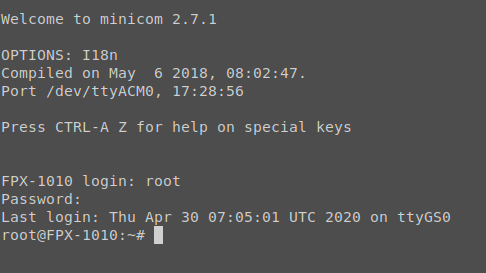 Welcome to minicom 2.7.1
OPTIONS: I18n
Compiled on May  6 2018, 08:02:47.
Port /dev/ttyACM0, 17:28:56
Press CTRL-A Z for help on special keys
FPX-1010 login: root
Password:
Last login: Thu Apr 30 07:05:01 UTC 2020 on ttyGS0
root@FPX-1010:~#